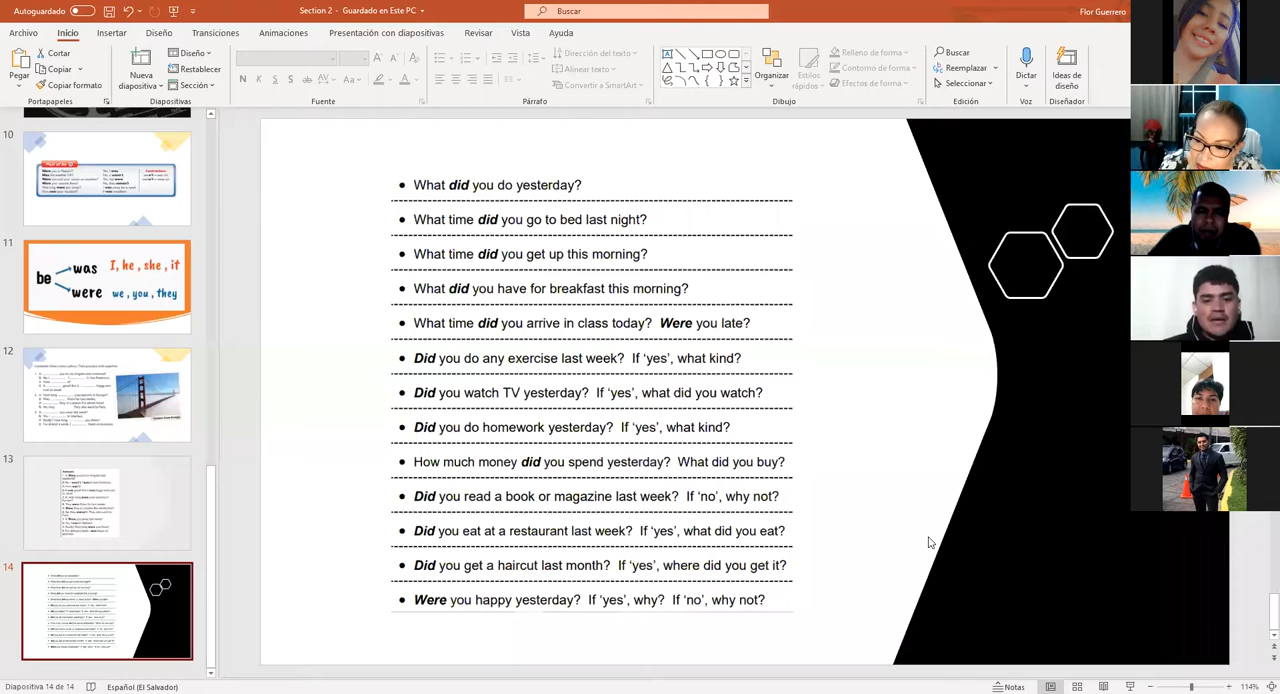 Autoguardado
Section 2 - Guardado en Este PC
Buscar
Flor Guerrero
Archivo Inicio Insertar Diseño Transiciones Animaciones Presentación con diapositivas Revisar Vista Ayuda
Pegar
Cortar
Copiar
Copiar formato
Portapapeles
Nueva
diapositiva
Diseño
Restablecer
Sección
Diapositivas
N K S S AV Aa A
Fuente
Dirección del texto
Alinear texto
Convertir a SmartArt
Párrafo
Organizar
Estilos
rápidos
Relleno de forma
Contorno de forma
Efectos de forma
Dibujo
Buscar
Reemplazar
Seleccionar
Edición
Dictar
Voz
Ideas de
diseño
Diseñador
10
11
be was I, he, she, it
were we, you, they
12
13
14
• What did you do yesterday?
• What time did you go to bed last night?
• What time did you get up this morning?
• What did you have for breakfast this morning?
• What time did you arrive in class today? Were you late?
• Did you do any exercise last week? If 'yes', what kind?
• Did you watch TV yesterday? If 'yes', what did you watch?
• Did you do homework yesterday? If 'yes', what kind?
• How much money did you spend yesterday? What did you buy?
• Did you read a book or magazine last week? If 'no', why not?
• Did you eat at a restaurant last week? If 'yes', what did you eat?
• Did you get a haircut last month? If 'yes', where did you get it?
• Were you If 'yes', why? If 'no', why
Diapositiva 14 de 14
Español (El Salvador)
Notas
114%